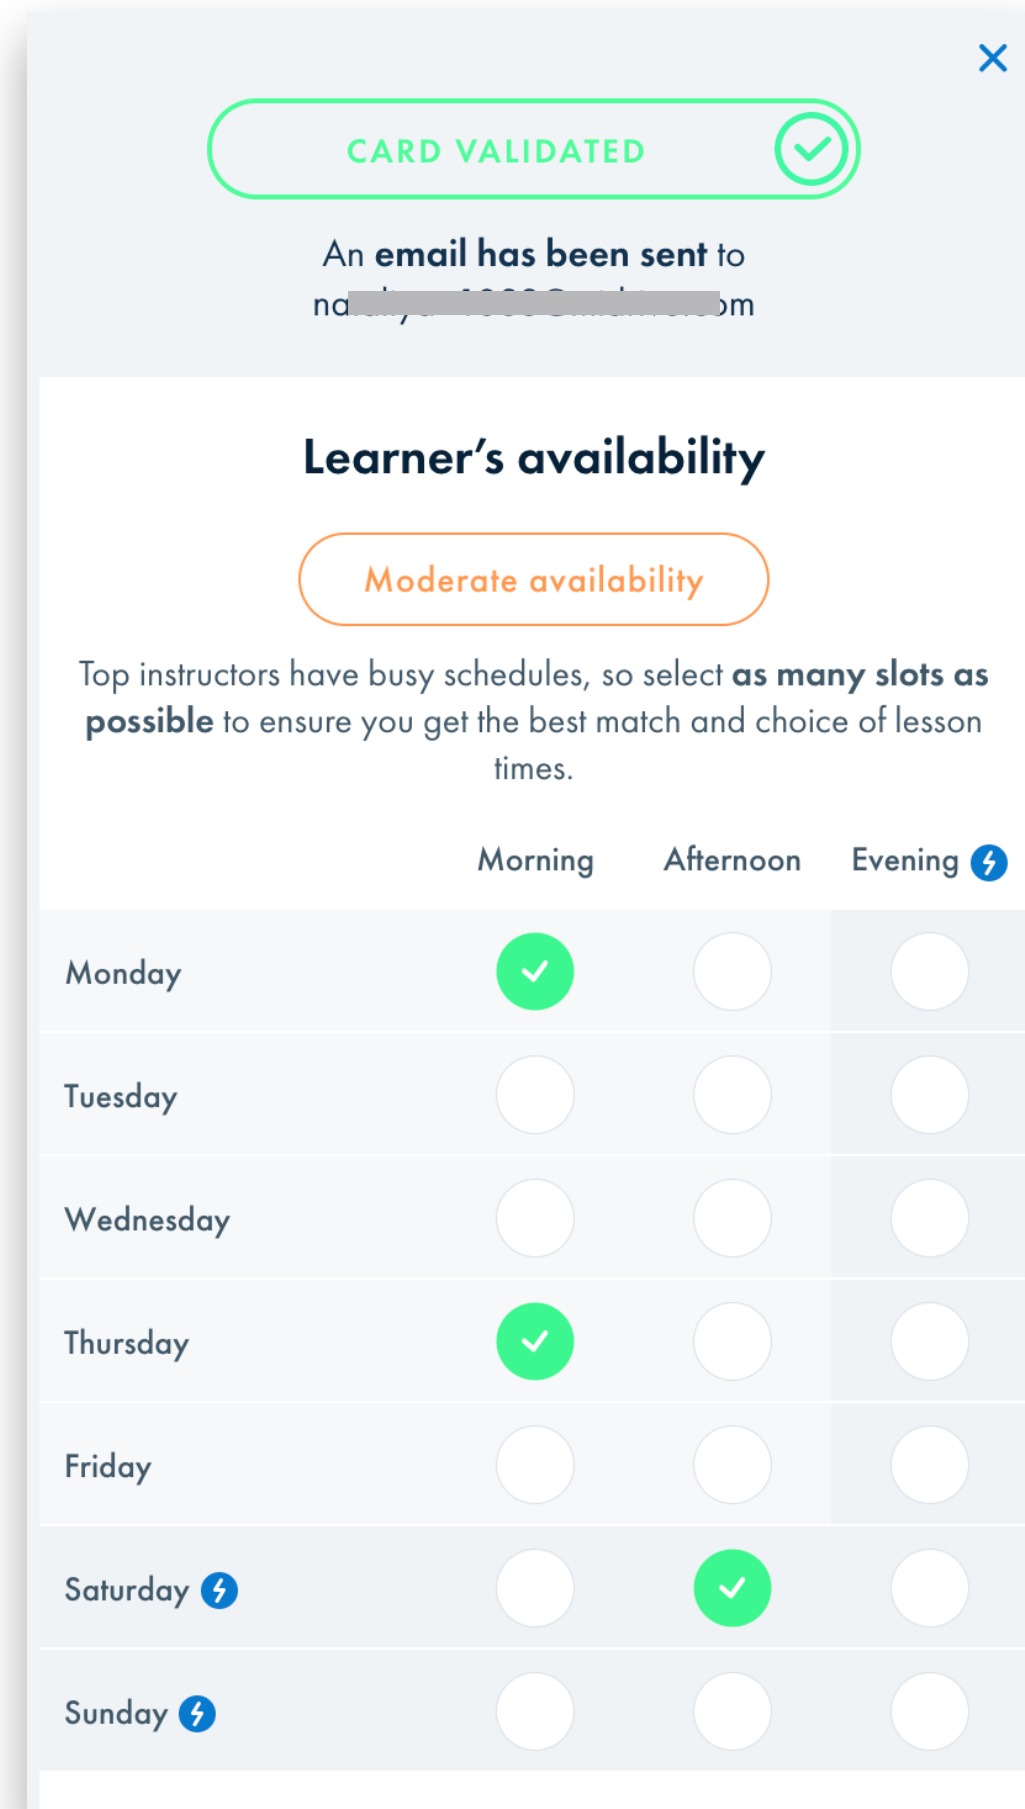 CARD VALIDATED
An email has been sent to
Learner's availability
Moderate availability
Top instructors have busy schedules, so select as many slots as
possible to ensure you get the best match and choice of lesson
times.
Morning Afternoon Evening
Monday
Tuesday
Wednesday
Thursday
Friday
Saturday
Sunday